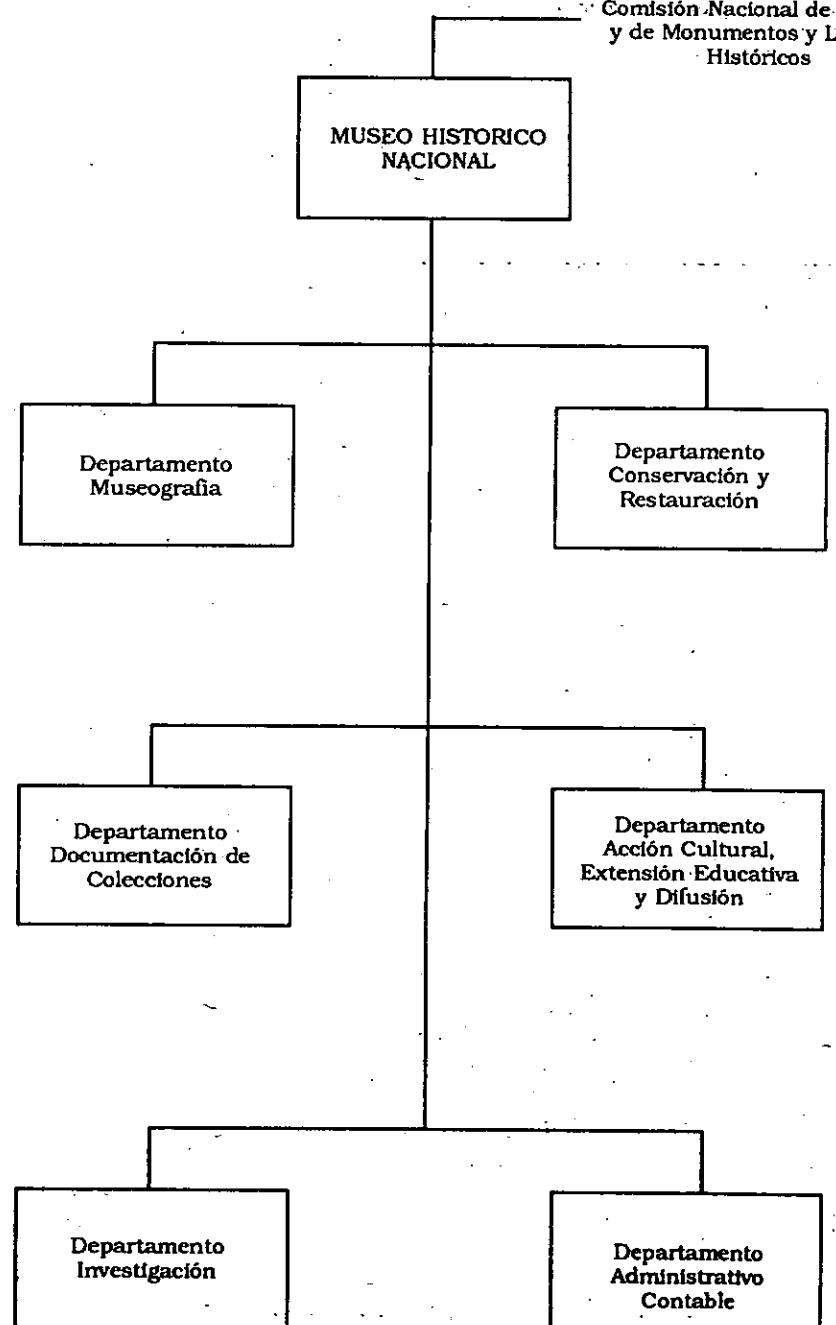 Comisión Nacional de
y de Monumentos y
Históricos
MUSEO HISTORICO
NACIONAL
Departamento
Museografía
Departamento
Conservación y
Restauración
Departamento
Documentación de
Colecciones
Departamento
Acción Cultural,
Extensión Educativa
y Difusión
Departamento
Investigación
Departamento
Administrativo
Contable